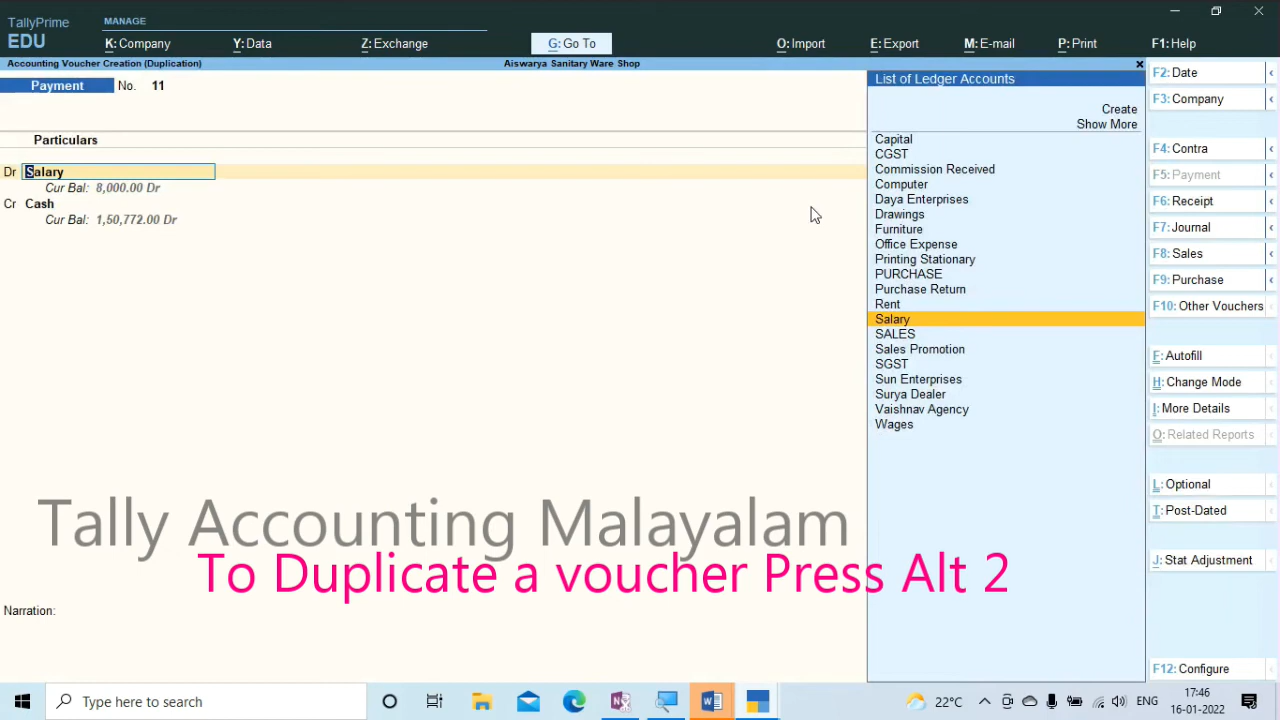 TallyPrime
EDU
MANAGE
K: Company
Y: Data
Z: Exchange
G: Go To
O: Import
E: Export
M: E-mail
P: Print
F1: Help
Accounting Voucher Creation (Duplication)
Aiswarya Sanitary Ware Shop
Payment No. 11
Particulars
Dr Salary
Cur Bal: 8,000.00 Dr
Cr Cash
Cur Bal: 1,50,772.00 Dr
List of Ledger Accounts
Create
Show More
Capital
CGST
Commission Received
Computer
Daya Enterprises
Drawings
Furniture
Office Expense
Printing Stationary
PURCHASE
Purchase Return
Rent
Salary
SALES
Sales Promotion
SGST
Sun Enterprises
Surya Dealer
Vaishnav Agency
Wages
F2: Date
F3: Company
F4: Contra
F5: Payment
F6: Receipt
F7: Journal
F8: Sales
F9: Purchase
F10: Other Vouchers
F: Autofill
H: Change Mode
I: More Details
O: Related Reports
L: Optional
T: Post-Dated
J: Stat Adjustment
F12: Configure
Tally Accounting Malayalam
To Duplicate a voucher Press Alt 2
Narration:
Type here to search
22°C
ENG
17:46
16-01-2022